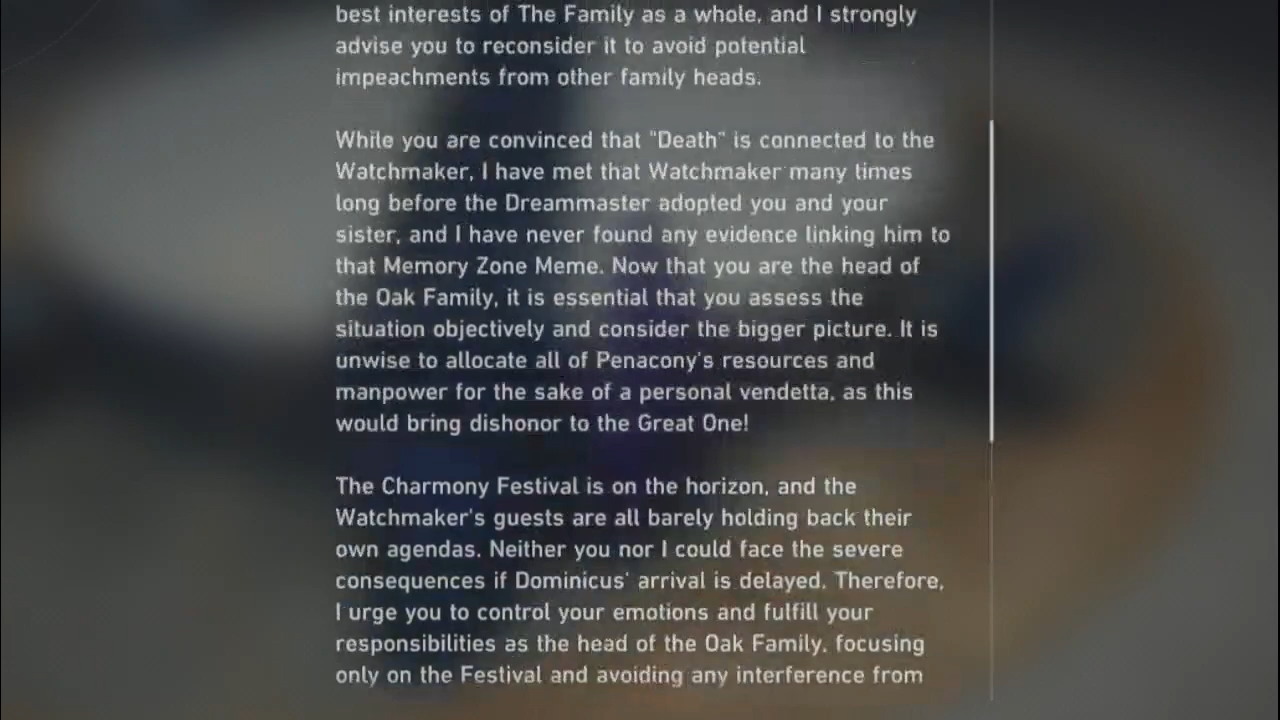 best interests of The Family as a whole, and I strongly
advise you to reconsider it to avoid potential
impeachments from other family heads.
While you are convinced that "Death" is connected to the
Watchmaker, I have met that Watchmaker many times
long before the Dreammaster adopted you and your
sister, and I have never found any evidence linking him to
that Memory Zone Meme. Now that you are the head of
the Oak Family, it is essential that you assess the
situation objectively and consider the bigger picture. It is
unwise to allocate all of Penacony's resources and
manpower for the sake of a personal vendetta, as this
would bring dishonor to the Great One!
The Charmony Festival is on the horizon, and the
Watchmaker's guests are all barely holding back their
own agendas. Neither you nor I could face the severe
consequences if Dominicus' arrival is delayed. Therefore,
I urge you to control your emotions and fulfill your
responsibilities as the head of the Oak Family, focusing
only on the Festival and avoiding any interference from